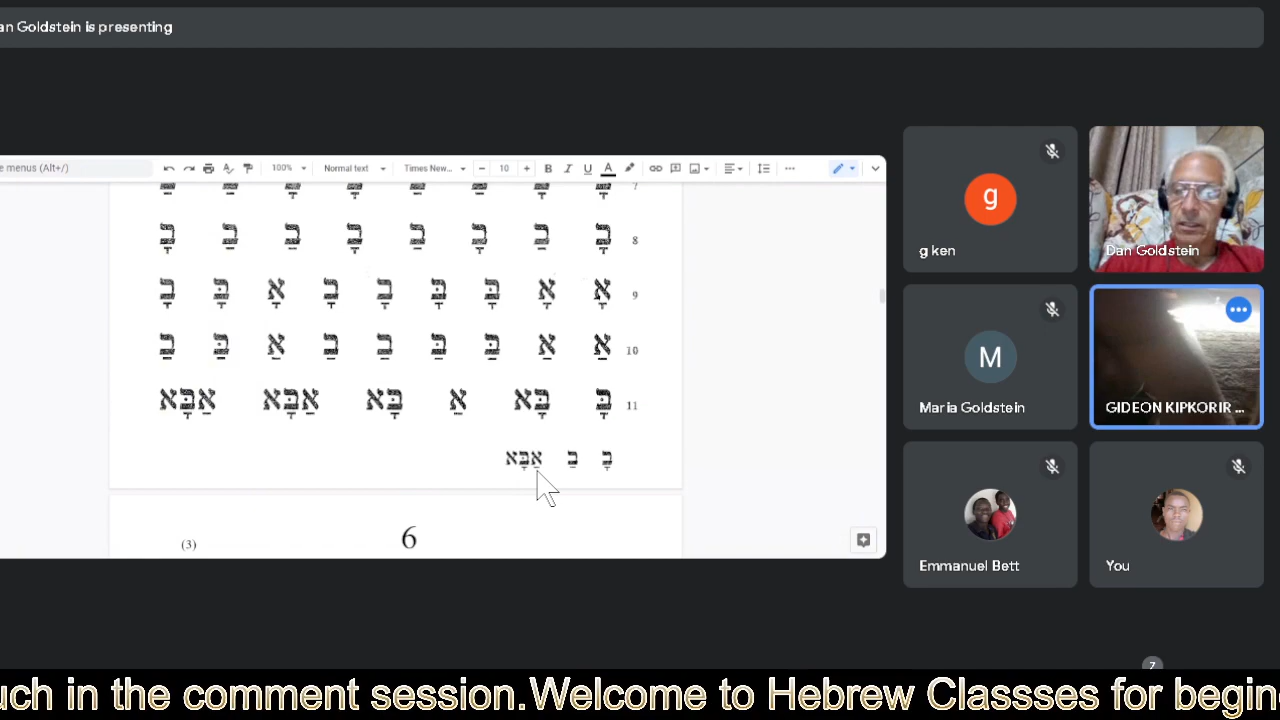 an Goldstein is presenting
e menus (Alt+/)
100%
Normal text
Times New...
10
7
8 בָ בַ בָ בַ בָ בַ בַ בָ
9 אָ אָ בָּ בָּ בָ בָ אָ בָּ בָ
10 אַ אַ בַּ בַּ בַ בַ אַ בַּ בַ
11 בָּ בָּא אַ בָּא אַבָּא אַבָּא
בָ בַ אַבָּא
(3)
6
g
g ken
Dan Goldstein
M
Maria Goldstein
GIDEON KIPKORIR ...
Emmanuel Bett
You
7
uch in the comment session.Welcome to Hebrew Classses for begin